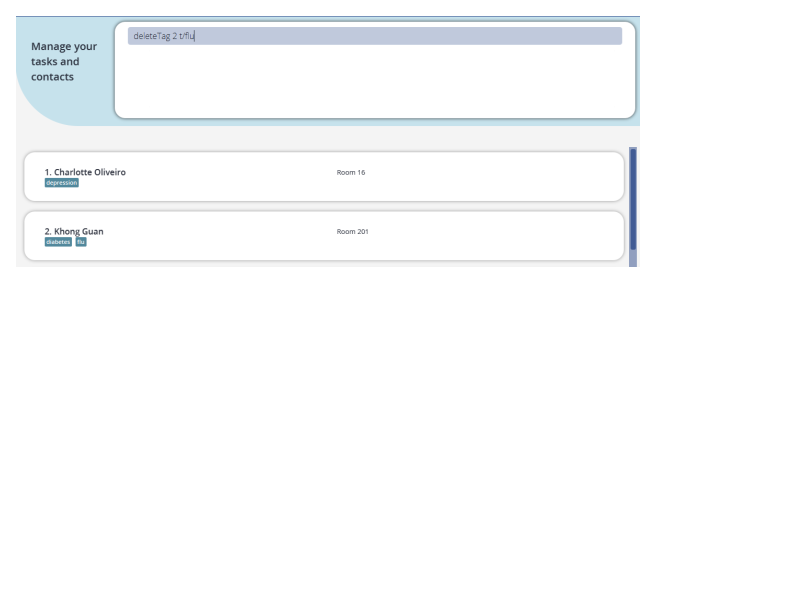 Manage your
tasks and
contacts
deleteTag 2 t/flu
1. Charlotte Oliveiro
Room 16
depression
2. Khong Guan
Room 201
diabetes flu